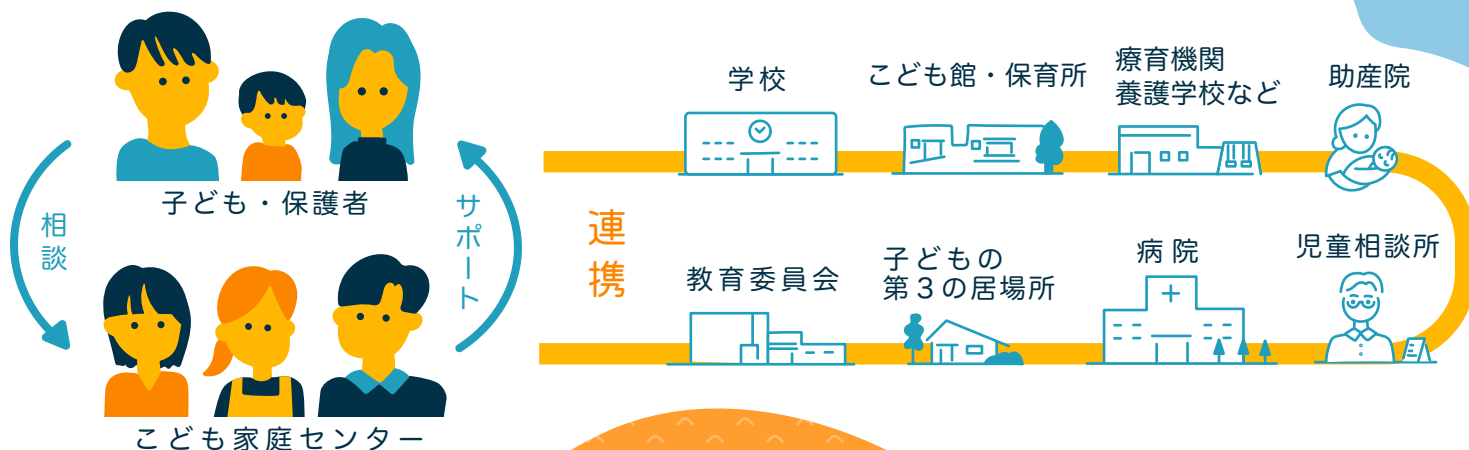 子ども・保護者
相談
サポート
こども家庭センター
連携
学校
こども館・保育所
療育機関
養護学校など
助産院
教育委員会
子どもの
第３の居場所
病院
児童相談所